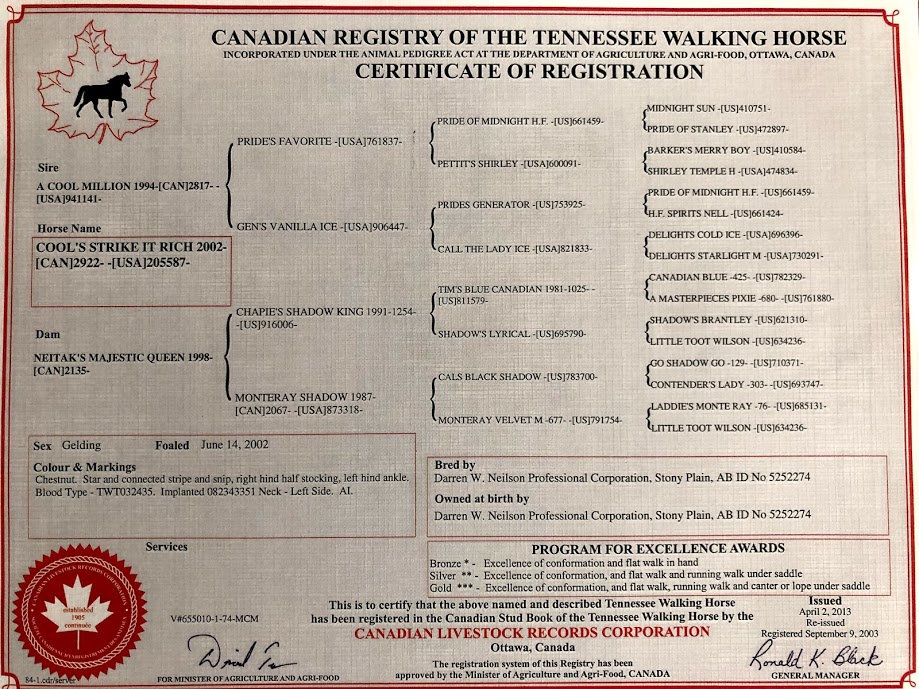 CANADIAN REGISTRY OF THE TENNESSEE WALKING HORSE
INCORPORATED UNDER THE ANIMAL PEDIGREE ACT AT THE DEPARTMENT OF AGRICULTURE AND AGRI-FOOD, OTTAWA, CANADA
CERTIFICATE OF REGISTRATION
Sire
A COOL MILLION 1994-[CAN]2817- -
[USA]941141-
Horse Name
COOL'S STRIKE IT RICH 2002-
[CAN]2922- -[USA]205587-
Dam
NEITAK'S MAJESTIC QUEEN 1998-
[CAN]2135-
PRIDE'S FAVORITE -[USA]761837-
GEN'S VANILLA ICE -[USA]906447-
CHAPIE'S SHADOW KING 1991-1254-
-[US]916006-
MONTERAY SHADOW 1987-
[CAN]2067- -[USA]873318-
PRIDE OF MIDNIGHT H.F. -[US]661459-
PETTIT'S SHIRLEY -[US]600091-
PRIDES GENERATOR -[US]753925-
CALL THE LADY ICE -[US]821833-
TIM'S BLUE CANADIAN 1981-1025- -
[US]811579-
SHADOW'S LYRICAL -[US]695790-
CALS BLACK SHADOW -[US]783700-
MONTERAY VELVET M -677- -[US]791754-
MIDNIGHT SUN -[US]410751-
PRIDE OF STANLEY -[US]472897-
BARKER'S MERRY BOY -[US]410584-
SHIRLEY TEMPLE H -[US]474834-
PRIDE OF MIDNIGHT H.F. -[US]661459-
H.F. SPIRITS NELL -[US]661424-
DELIGHTS COLD ICE -[US]696396-
DELIGHTS STARLIGHT M -[US]730291-
CANADIAN BLUE -425- -[US]782329-
A MASTERPIECES PIXIE -680- -[US]761880-
SHADOW'S BRANTLEY -[US]621310-
LITTLE TOOT WILSON -[US]634236-
GO SHADOW GO -129- -[US]710371-
CONTENDER'S LADY -303- -[US]693747-
LADDIE'S MONTE RAY -76- -[US]685131-
LITTLE TOOT WILSON -[US]634236-
Sex Gelding Foaled June 14, 2002
Colour & Markings
Chestnut. Star and connected stripe and snip, right hind half stocking, left hind ankle.
Blood Type - TWT032435. Implanted 082343351 Neck - Left Side. AI.
Bred by
Darren W. Neilson Professional Corporation, Stony Plain, AB ID No 5252274
Owned at birth by
Darren W. Neilson Professional Corporation, Stony Plain, AB ID No 5252274
Services
PROGRAM FOR EXCELLENCE AWARDS
Bronze * - Excellence of conformation and flat walk in hand
Silver ** - Excellence of conformation, and flat walk and running walk under saddle
Gold *** - Excellence of conformation, and flat walk, running walk and canter or lope under saddle
CANADIAN LIVESTOCK RECORDS CORPORATION
established
1905
continuée
V#655010-1-74-MCM
This is to certify that the above named and described Tennessee Walking Horse
has been registered in the Canadian Stud Book of the Tennessee Walking Horse by the
CANADIAN LIVESTOCK RECORDS CORPORATION
Ottawa, Canada
The registration system of this Registry has been
approved by the Minister of Agriculture and Agri-Food, CANADA
Issued
April 2, 2013
Re-issued
Registered September 9, 2003
Ronald K. Black
GENERAL MANAGER
FOR MINISTER OF AGRICULTURE AND AGRI-FOOD
84-1.cdr/server